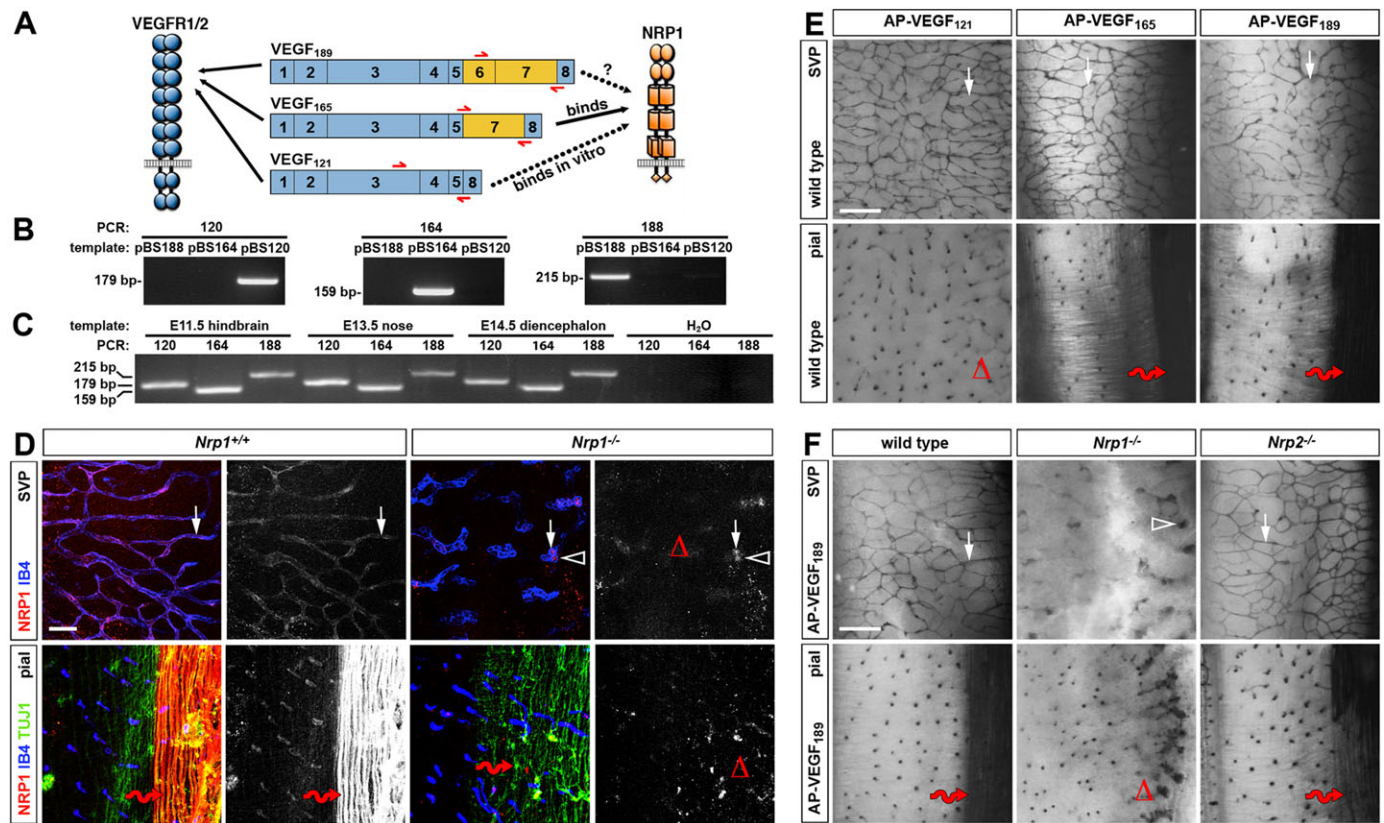 A
VEGFR1/2
NRP1
VEGF189
1 2 3 4 5 6 7 8
?
VEGF165
1 2 3 4 5 7 8
binds
VEGF121
1 2 3 4 5 8
binds in vitro
B
PCR: 120 164 188
template: pBS188 pBS164 pBS120 pBS188 pBS164 pBS120 pBS188 pBS164 pBS120
179 bp-
159 bp-
215 bp-
C
template: E11.5 hindbrain E13.5 nose E14.5 diencephalon H2O
PCR: 120 164 188 120 164 188 120 164 188 120 164 188
215 bp
179 bp
159 bp
D
Nrp1+/+ Nrp1-/-
SVP
NRP1 IB4
Δ
pial
NRP1 IB4 TUJ1
Δ
E
AP-VEGF121 AP-VEGF165 AP-VEGF189
SVP
wild type
pial
wild type
Δ
F
wild type Nrp1-/- Nrp2-/-
SVP
AP-VEGF189
pial
AP-VEGF189
Δ